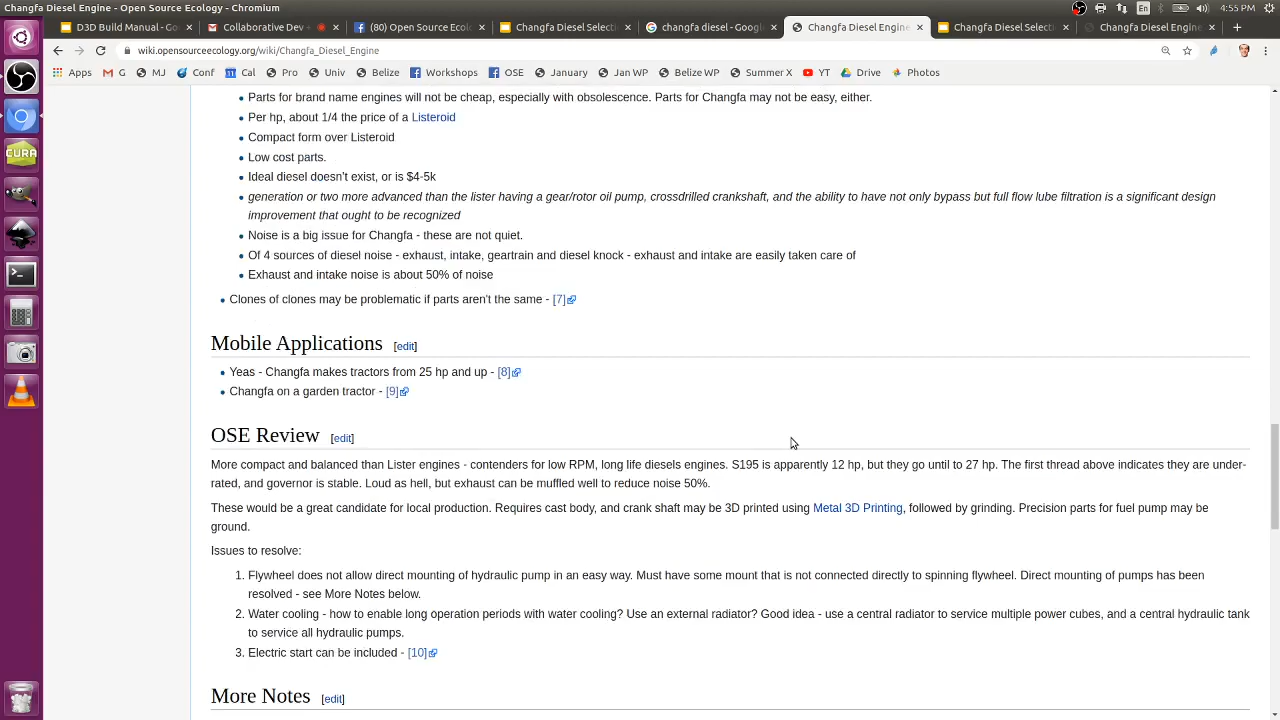 Changfa Diesel Engine - Open Source Ecology - Chromium
En
4:55 PM
D3D Build Manual - Go
Collaborative Dev
(80) Open Source Ecol
Changfa Diesel Selecti
changfa diesel - Googl
Changfa Diesel Engine
Changfa Diesel Selecti
Changfa Diesel Engine
wiki.opensourceecology.org/wiki/Changfa_Diesel_Engine
Apps
G
MJ
Conf
Cal
Pro
Univ
Belize
Workshops
OSE
January
Jan WP
Belize WP
Summer X
YT
Drive
Photos
Parts for brand name engines will not be cheap, especially with obsolescence. Parts for Changfa may not be easy, either.
Per hp, about 1/4 the price of a Listeroid
Compact form over Listeroid
Low cost parts.
Ideal diesel doesn't exist, or is $4-5k
generation or two more advanced than the lister having a gear/rotor oil pump, crossdrilled crankshaft, and the ability to have not only bypass but full flow lube filtration is a significant design
improvement that ought to be recognized
Noise is a big issue for Changfa - these are not quiet.
Of 4 sources of diesel noise - exhaust, intake, geartrain and diesel knock - exhaust and intake are easily taken care of
Exhaust and intake noise is about 50% of noise
Clones of clones may be problematic if parts aren't the same - [7]
Mobile Applications [edit]
Yeas - Changfa makes tractors from 25 hp and up - [8]
Changfa on a garden tractor - [9]
OSE Review [edit]
More compact and balanced than Lister engines - contenders for low RPM, long life diesels engines. S195 is apparently 12 hp, but they go until to 27 hp. The first thread above indicates they are under-
rated, and governor is stable. Loud as hell, but exhaust can be muffled well to reduce noise 50%.
These would be a great candidate for local production. Requires cast body, and crank shaft may be 3D printed using Metal 3D Printing, followed by grinding. Precision parts for fuel pump may be
ground.
Issues to resolve:
1. Flywheel does not allow direct mounting of hydraulic pump in an easy way. Must have some mount that is not connected directly to spinning flywheel. Direct mounting of pumps has been
resolved - see More Notes below.
2. Water cooling - how to enable long operation periods with water cooling? Use an external radiator? Good idea - use a central radiator to service multiple power cubes, and a central hydraulic tank
to service all hydraulic pumps.
3. Electric start can be included - [10]
More Notes [edit]
CURA